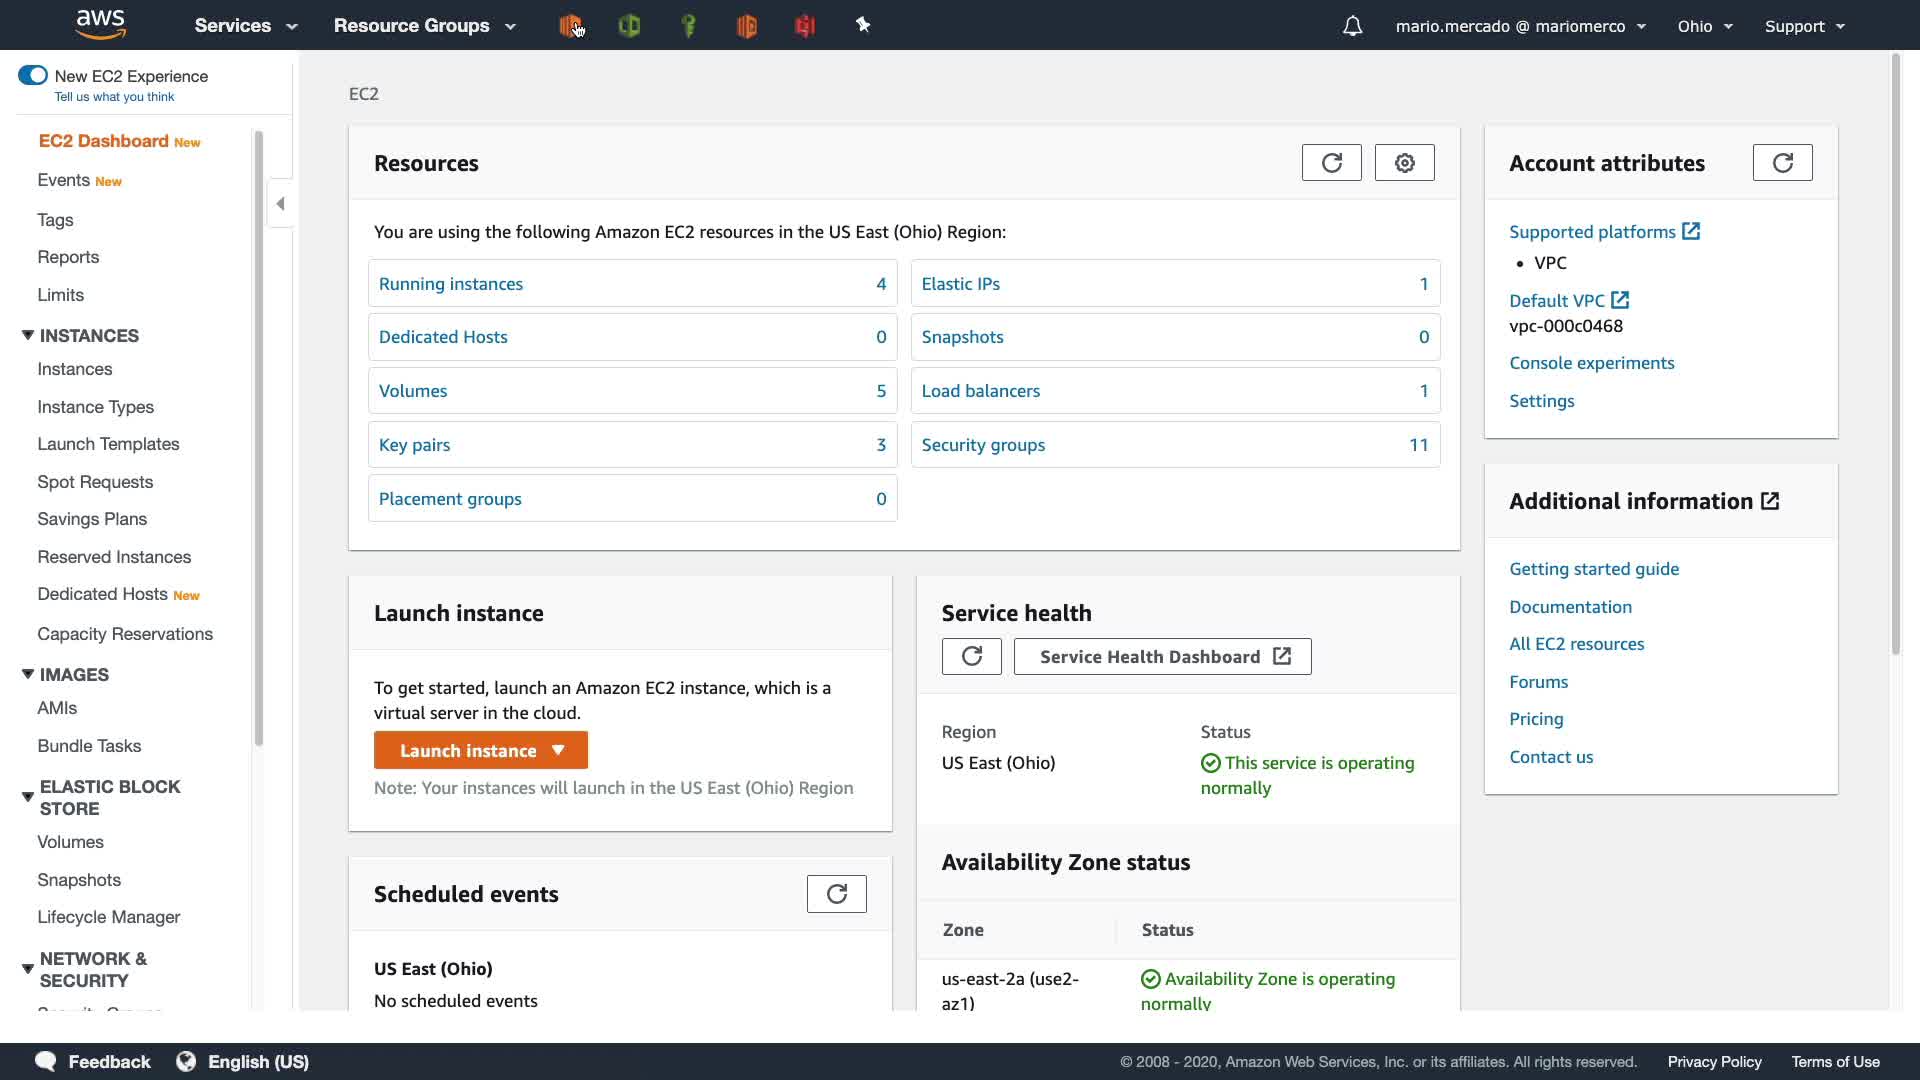 aws
Services
Resource Groups
mario.mercado @ mariomerco
Ohio
Support
New EC2 Experience
Tell us what you think
EC2 Dashboard New
Events New
Tags
Reports
Limits
INSTANCES
Instances
Instance Types
Launch Templates
Spot Requests
Savings Plans
Reserved Instances
Dedicated Hosts New
Capacity Reservations
IMAGES
AMIs
Bundle Tasks
ELASTIC BLOCK
STORE
Volumes
Snapshots
Lifecycle Manager
NETWORK &
SECURITY
EC2
Resources
You are using the following Amazon EC2 resources in the US East (Ohio) Region:
Running instances 4
Elastic IPs 1
Dedicated Hosts 0
Snapshots 0
Volumes 5
Load balancers 1
Key pairs 3
Security groups 11
Placement groups 0
Launch instance
To get started, launch an Amazon EC2 instance, which is a
virtual server in the cloud.
Launch instance
Note: Your instances will launch in the US East (Ohio) Region
Scheduled events
US East (Ohio)
No scheduled events
Service health
Service Health Dashboard
Region Status
US East (Ohio) This service is operating
normally
Availability Zone status
Zone Status
us-east-2a (use2- Availability Zone is operating
az1) normally
Account attributes
Supported platforms
• VPC
Default VPC
vpc-000c0468
Console experiments
Settings
Additional information
Getting started guide
Documentation
All EC2 resources
Forums
Pricing
Contact us
Feedback
English (US)
© 2008 - 2020, Amazon Web Services, Inc. or its affiliates. All rights reserved.
Privacy Policy
Terms of Use